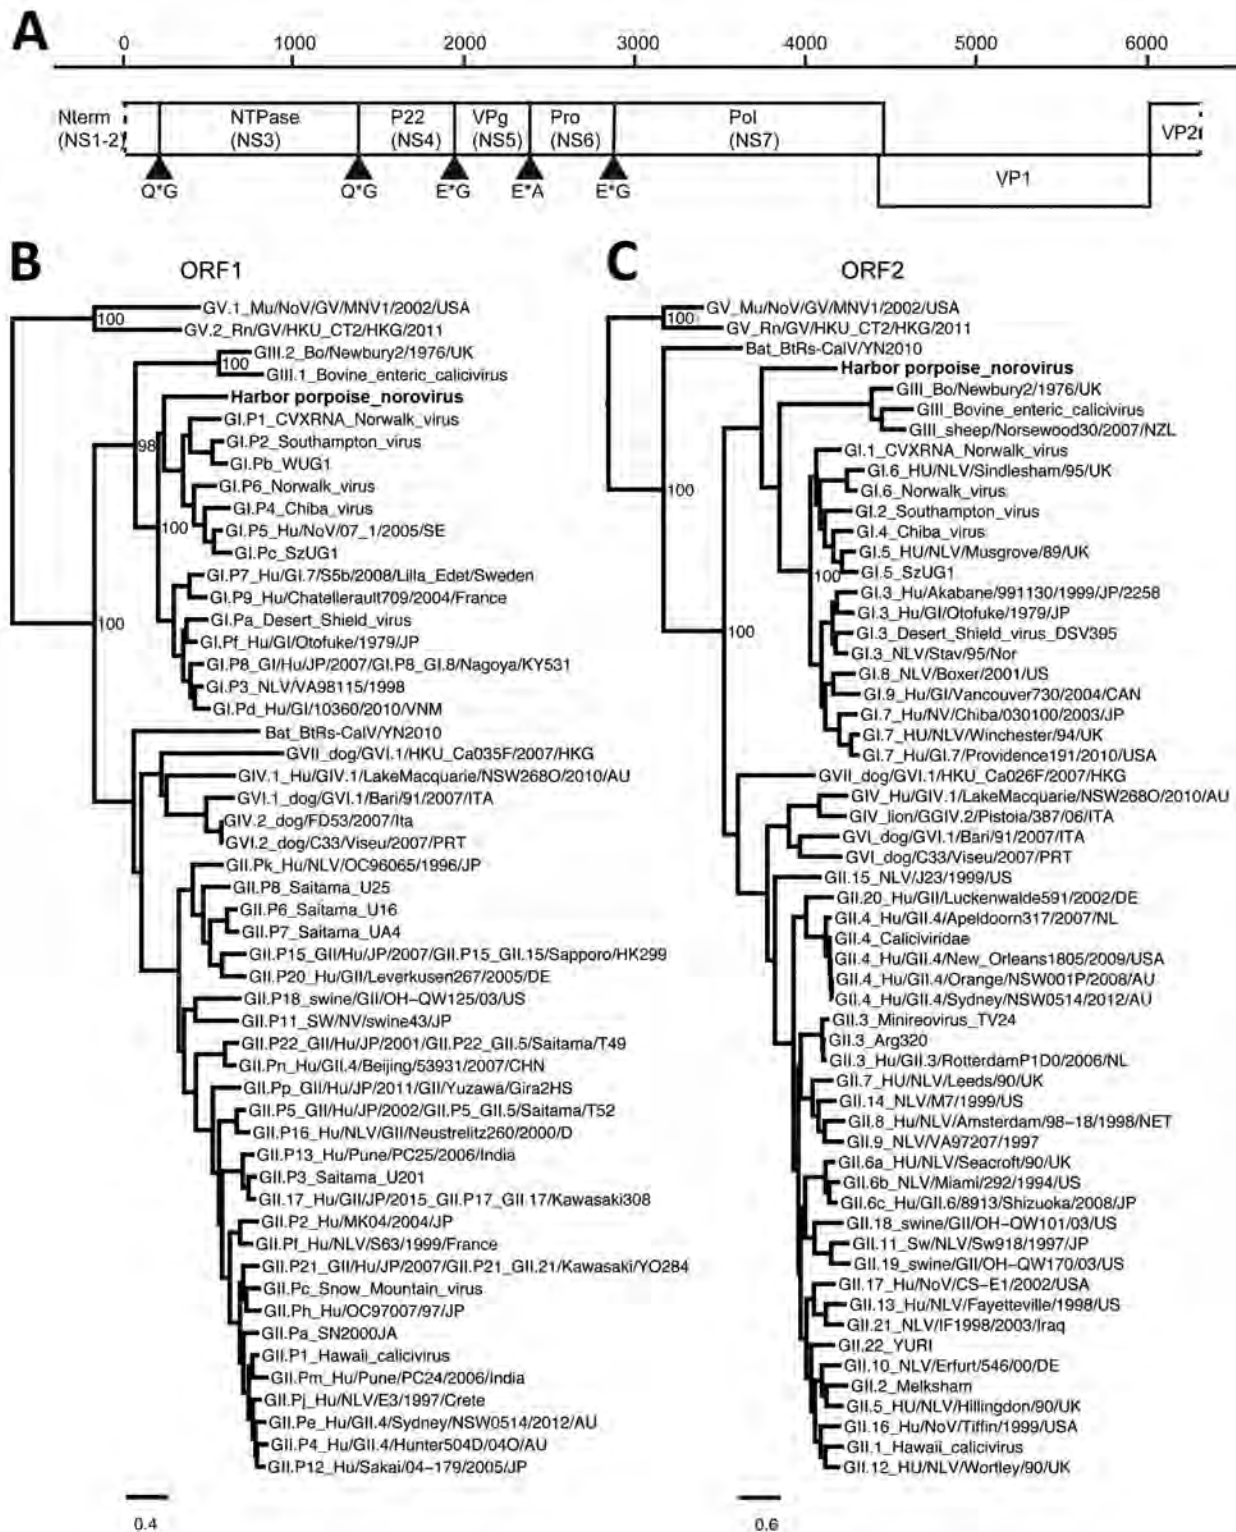 A
0 1000 2000 3000 4000 5000 6000
Nterm NTPase P22 VPg Pro Pol VP2
(NS1-2) (NS3) (NS4) (NS5) (NS6) (NS7)
VP1
Q*G Q*G E*G E*A E*G
B
ORF1
GV.1_Mu/NoV/GV/MNV1/2002/USA
100
GV.2_Rn/GV/HKU_CT2/HKG/2011
GIII.2_Bo/Newbury2/1976/UK
100
GIII.1_Bovine_enteric_calicivirus
Harbor porpoise_norovirus
GI.P1_CVXRNA_Norwalk_virus
98
GI.P2_Southampton_virus
GI.Pb_WUG1
GI.P6_Norwalk_virus
GI.P4_Chiba_virus
100
GI.P5_Hu/NoV/07_1/2005/SE
GI.Pc_SzUG1
GI.P7_Hu/GI.7/S5b/2008/Lilla_Edet/Sweden
GI.P9_Hu/Chatellerault709/2004/France
GI.Pa_Desert_Shield_virus
100
GI.Pf_Hu/GI/Otofuke/1979/JP
GI.P8_GI/Hu/JP/2007/GI.P8_GI.8/Nagoya/KY531
GI.P3_NLV/VA98115/1998
GI.Pd_Hu/GI/10360/2010/VNM
Bat_BtRs-CalV/YN2010
GVII_dog/GVI.1/HKU_Ca035F/2007/HKG
GIV.1_Hu/GIV.1/LakeMacquarie/NSW268O/2010/AU
GVI.1_dog/GVI.1/Bari/91/2007/ITA
GIV.2_dog/FD53/2007/Ita
GVI.2_dog/C33/Viseu/2007/PRT
GII.Pk_Hu/NLV/OC96065/1996/JP
GII.P8_Saitama_U25
GII.P6_Saitama_U16
GII.P7_Saitama_UA4
GII.P15_GII/Hu/JP/2007/GII.P15_GII.15/Sapporo/HK299
GII.P20_Hu/GII/Leverkusen267/2005/DE
GII.P18_swine/GII/OH-QW125/03/US
GII.P11_SW/NV/swine43/JP
GII.P22_GII/Hu/JP/2001/GII.P22_GII.5/Saitama/T49
GII.Pn_Hu/GII.4/Beijing/53931/2007/CHN
GII.Pp_GII/Hu/JP/2011/GII/Yuzawa/Gira2HS
GII.P5_GII/Hu/JP/2002/GII.P5_GII.5/Saitama/T52
GII.P16_Hu/NLV/GII/Neustrelitz260/2000/D
GII.P13_Hu/Pune/PC25/2006/India
GII.P3_Saitama_U201
GII.17_Hu/GII/JP/2015_GII.P17_GII.17/Kawasaki308
GII.P2_Hu/MK04/2004/JP
GII.Pf_Hu/NLV/S63/1999/France
GII.P21_GII/Hu/JP/2007/GII.P21_GII.21/Kawasaki/YO284
GII.Pc_Snow_Mountain_virus
GII.Ph_Hu/OC97007/97/JP
GII.Pa_SN2000JA
GII.P1_Hawaii_calicivirus
GII.Pm_Hu/Pune/PC24/2006/India
GII.Pj_Hu/NLV/E3/1997/Crete
GII.Pe_Hu/GII.4/Sydney/NSW0514/2012/AU
GII.P4_Hu/GII.4/Hunter504D/04O/AU
GII.P12_Hu/Sakai/04-179/2005/JP
0.4
C
ORF2
GV_Mu/NoV/GV/MNV1/2002/USA
100
GV_Rn/GV/HKU_CT2/HKG/2011
Bat_BtRs-CalV/YN2010
Harbor porpoise_norovirus
GIII_Bo/Newbury2/1976/UK
GIII_Bovine_enteric_calicivirus
GIII_sheep/Norsewood30/2007/NZL
GI.1_CVXRNA_Norwalk_virus
GI.6_HU/NLV/Sindlesham/95/UK
100
GI.6_Norwalk_virus
GI.2_Southampton_virus
GI.4_Chiba_virus
GI.5_HU/NLV/Musgrove/89/UK
100
GI.5_SzUG1
GI.3_Hu/Akabane/991130/1999/JP/2258
GI.3_Hu/GI/Otofuke/1979/JP
100
GI.3_Desert_Shield_virus_DSV395
GI.3_NLV/Stav/95/Nor
GI.8_NLV/Boxer/2001/US
GI.9_Hu/GI/Vancouver730/2004/CAN
GI.7_Hu/NV/Chiba/030100/2003/JP
GI.7_HU/NLV/Winchester/94/UK
GI.7_Hu/GI.7/Providence191/2010/USA
GVII_dog/GVI.1/HKU_Ca026F/2007/HKG
GIV_Hu/GIV.1/LakeMacquarie/NSW268O/2010/AU
GIV_lion/GGIV.2/Pistoia/387/06/ITA
GVI_dog/GVI.1/Bari/91/2007/ITA
GVI_dog/C33/Viseu/2007/PRT
GII.15_NLV/J23/1999/US
GII.20_Hu/GII/Luckenwalde591/2002/DE
GII.4_Hu/GII.4/Apeldoorn317/2007/NL
GII.4_Caliciviridae
GII.4_Hu/GII.4/New_Orleans1805/2009/USA
GII.4_Hu/GII.4/Orange/NSW001P/2008/AU
GII.4_Hu/GII.4/Sydney/NSW0514/2012/AU
GII.3_Minireovirus_TV24
GII.3_Arg320
GII.3_Hu/GII.3/RotterdamP1D0/2006/NL
GII.7_HU/NLV/Leeds/90/UK
GII.14_NLV/M7/1999/US
GII.8_Hu/NLV/Amsterdam/98-18/1998/NET
GII.9_NLV/VA97207/1997
GII.6a_HU/NLV/Seacroft/90/UK
GII.6b_NLV/Miami/292/1994/US
GII.6c_Hu/GII.6/8913/Shizuoka/2008/JP
GII.18_swine/GII/OH-QW101/03/US
GII.11_Sw/NLV/Sw918/1997/JP
GII.19_swine/GII/OH-QW170/03/US
GII.17_Hu/NoV/CS-E1/2002/USA
GII.13_Hu/NLV/Fayetteville/1998/US
GII.21_NLV/IF1998/2003/Iraq
GII.22_YURI
GII.10_NLV/Erfurt/546/00/DE
GII.2_Melksham
GII.5_HU/NLV/Hillingdon/90/UK
GII.16_Hu/NoV/Tiffin/1999/USA
GII.1_Hawaii_calicivirus
GII.12_HU/NLV/Wortley/90/UK
0.6